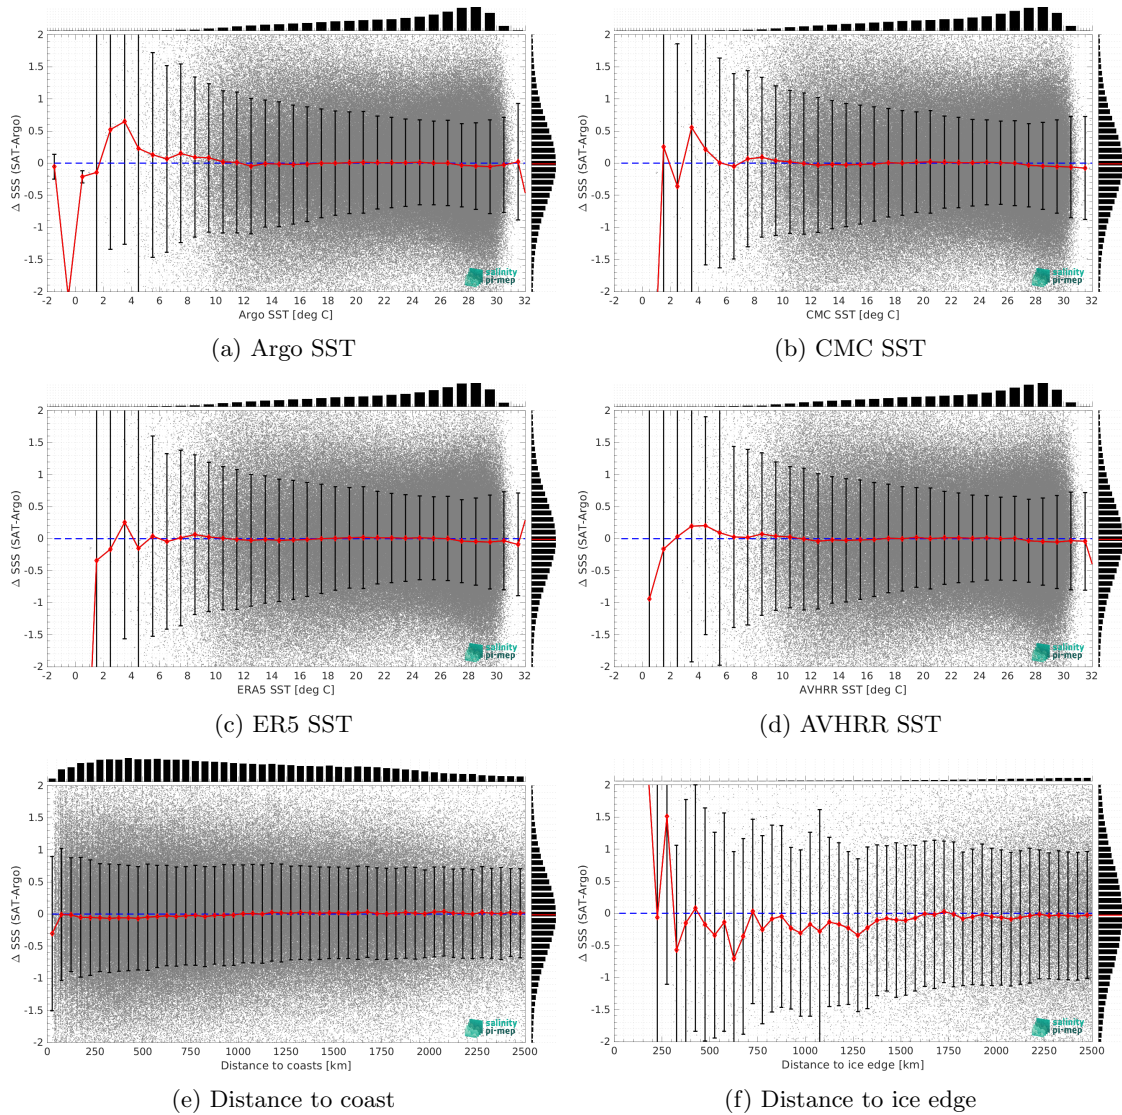 2
1.5
1
0.5
0
-0.5
-1
-1.5
-2
Δ SSS (SAT-Argo)
salinity
pi-mep
-2 0 2 4 6 8 10 12 14 16 18 20 22 24 26 28 30 32
Argo SST [deg C]
(a) Argo SST
2
1.5
1
0.5
0
-0.5
-1
-1.5
-2
Δ SSS (SAT-Argo)
salinity
pi-mep
-2 0 2 4 6 8 10 12 14 16 18 20 22 24 26 28 30 32
CMC SST [deg C]
(b) CMC SST
2
1.5
1
0.5
0
-0.5
-1
-1.5
-2
Δ SSS (SAT-Argo)
salinity
pi-mep
-2 0 2 4 6 8 10 12 14 16 18 20 22 24 26 28 30 32
ERA5 SST [deg C]
(c) ER5 SST
2
1.5
1
0.5
0
-0.5
-1
-1.5
-2
Δ SSS (SAT-Argo)
salinity
pi-mep
-2 0 2 4 6 8 10 12 14 16 18 20 22 24 26 28 30 32
AVHRR SST [deg C]
(d) AVHRR SST
2
1.5
1
0.5
0
-0.5
-1
-1.5
-2
Δ SSS (SAT-Argo)
salinity
pi-mep
0 250 500 750 1000 1250 1500 1750 2000 2250 2500
Distance to coasts [km]
(e) Distance to coast
2
1.5
1
0.5
0
-0.5
-1
-1.5
-2
Δ SSS (SAT-Argo)
salinity
pi-mep
0 250 500 750 1000 1250 1500 1750 2000 2250 2500
Distance to ice edge [km]
(f) Distance to ice edge